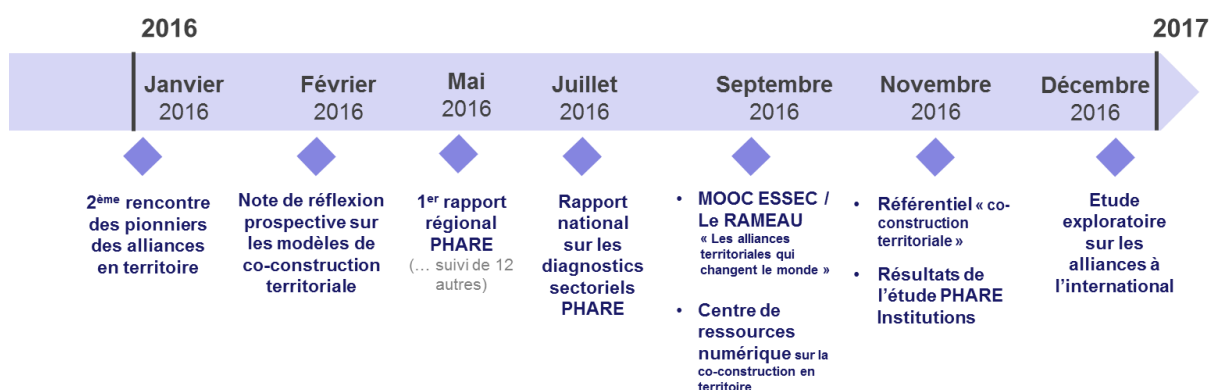 2016
2017
Janvier
2016
Février
2016
Mai
2016
Juillet
2016
Septembre
2016
Novembre
2016
Décembre
2016
2ème rencontre
des pionniers
des alliances
en territoire
Note de réflexion
prospective sur
les modèles de
co-construction
territoriale
1er rapport
régional
PHARE
(... suivi de 12
autres)
Rapport
national
sur les
diagnostics
sectoriels
PHARE
• MOOC ESSEC /
Le RAMEAU
« Les alliances
territoriales qui
changent le monde »
• Centre de
ressources
numérique sur la
co-construction en
territoire
• Référentiel « co-
construction
territoriale »
• Résultats de
l'étude PHARE
Institutions
Etude
exploratoire
sur les
alliances à
l'international